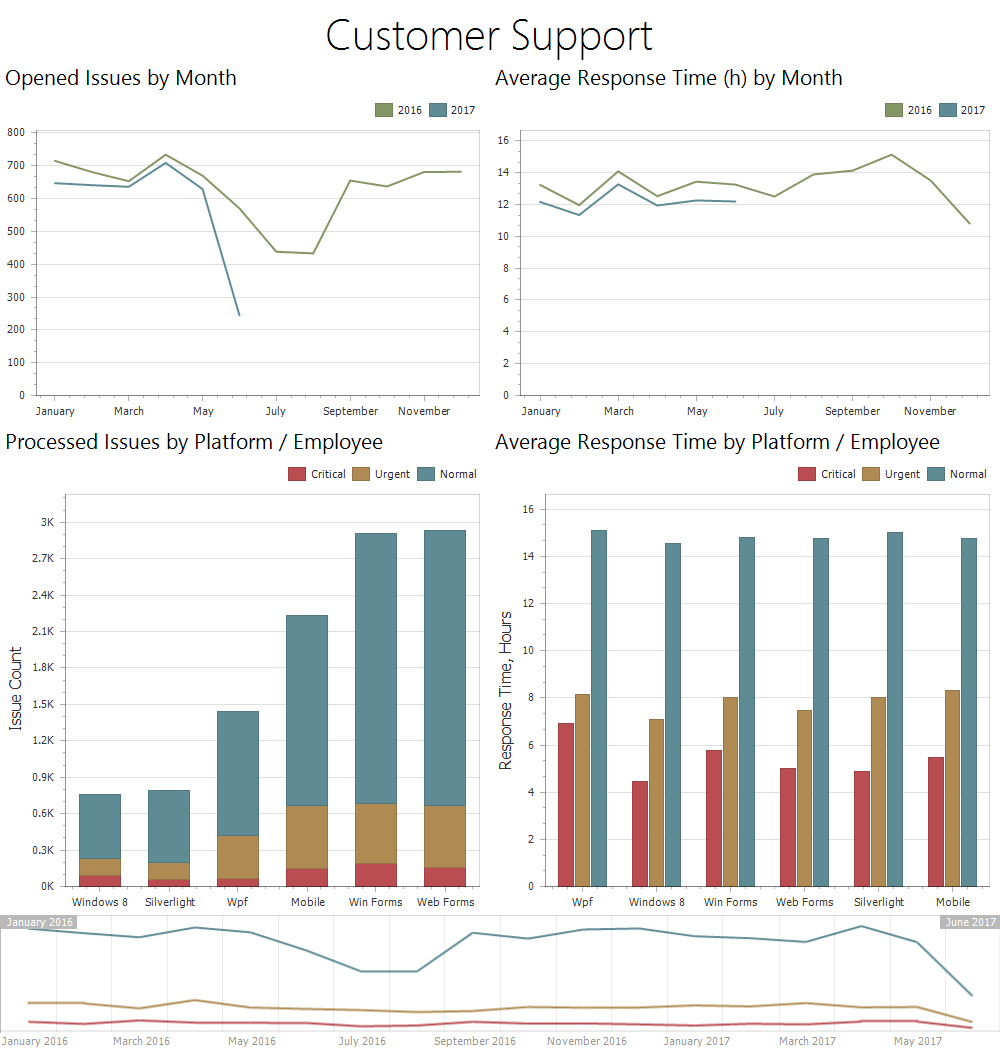 Customer Support
Opened Issues by Month
2016 2017
800
700
600
500
400
300
200
100
0
January March May July September November
Average Response Time (h) by Month
2016 2017
16
14
12
10
8
6
4
2
0
January March May July September November
Processed Issues by Platform / Employee
Critical Urgent Normal
Issue Count
3K
2.7K
2.4K
2.1K
1.8K
1.5K
1.2K
0.9K
0.6K
0.3K
0K
Windows 8 Silverlight Wpf Mobile Win Forms Web Forms
Average Response Time by Platform / Employee
Critical Urgent Normal
Response Time, Hours
16
14
12
10
8
6
4
2
0
Wpf Windows 8 Win Forms Web Forms Silverlight Mobile
January 2016 June 2017
January 2016 March 2016 May 2016 July 2016 September 2016 November 2016 January 2017 March 2017 May 2017